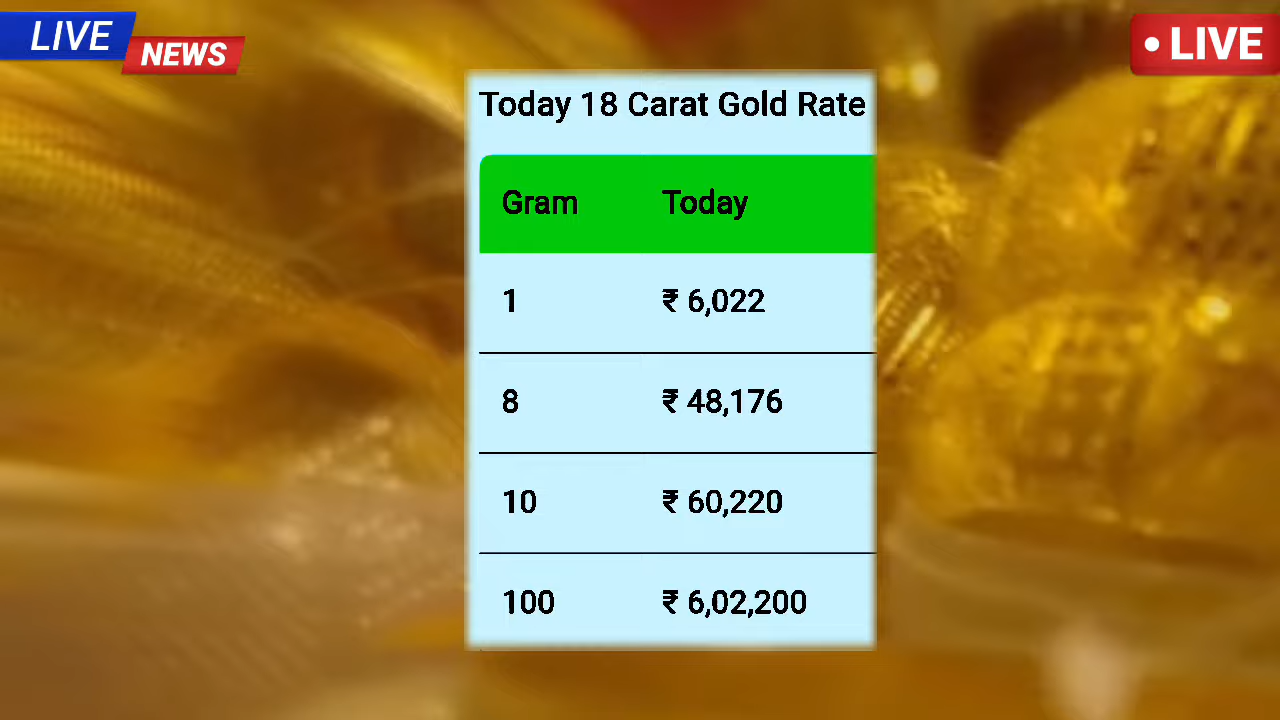 LIVE
NEWS
• LIVE
Today 18 Carat Gold Rate
Gram Today
1 ₹ 6,022
8 ₹ 48,176
10 ₹ 60,220
100 ₹ 6,02,200